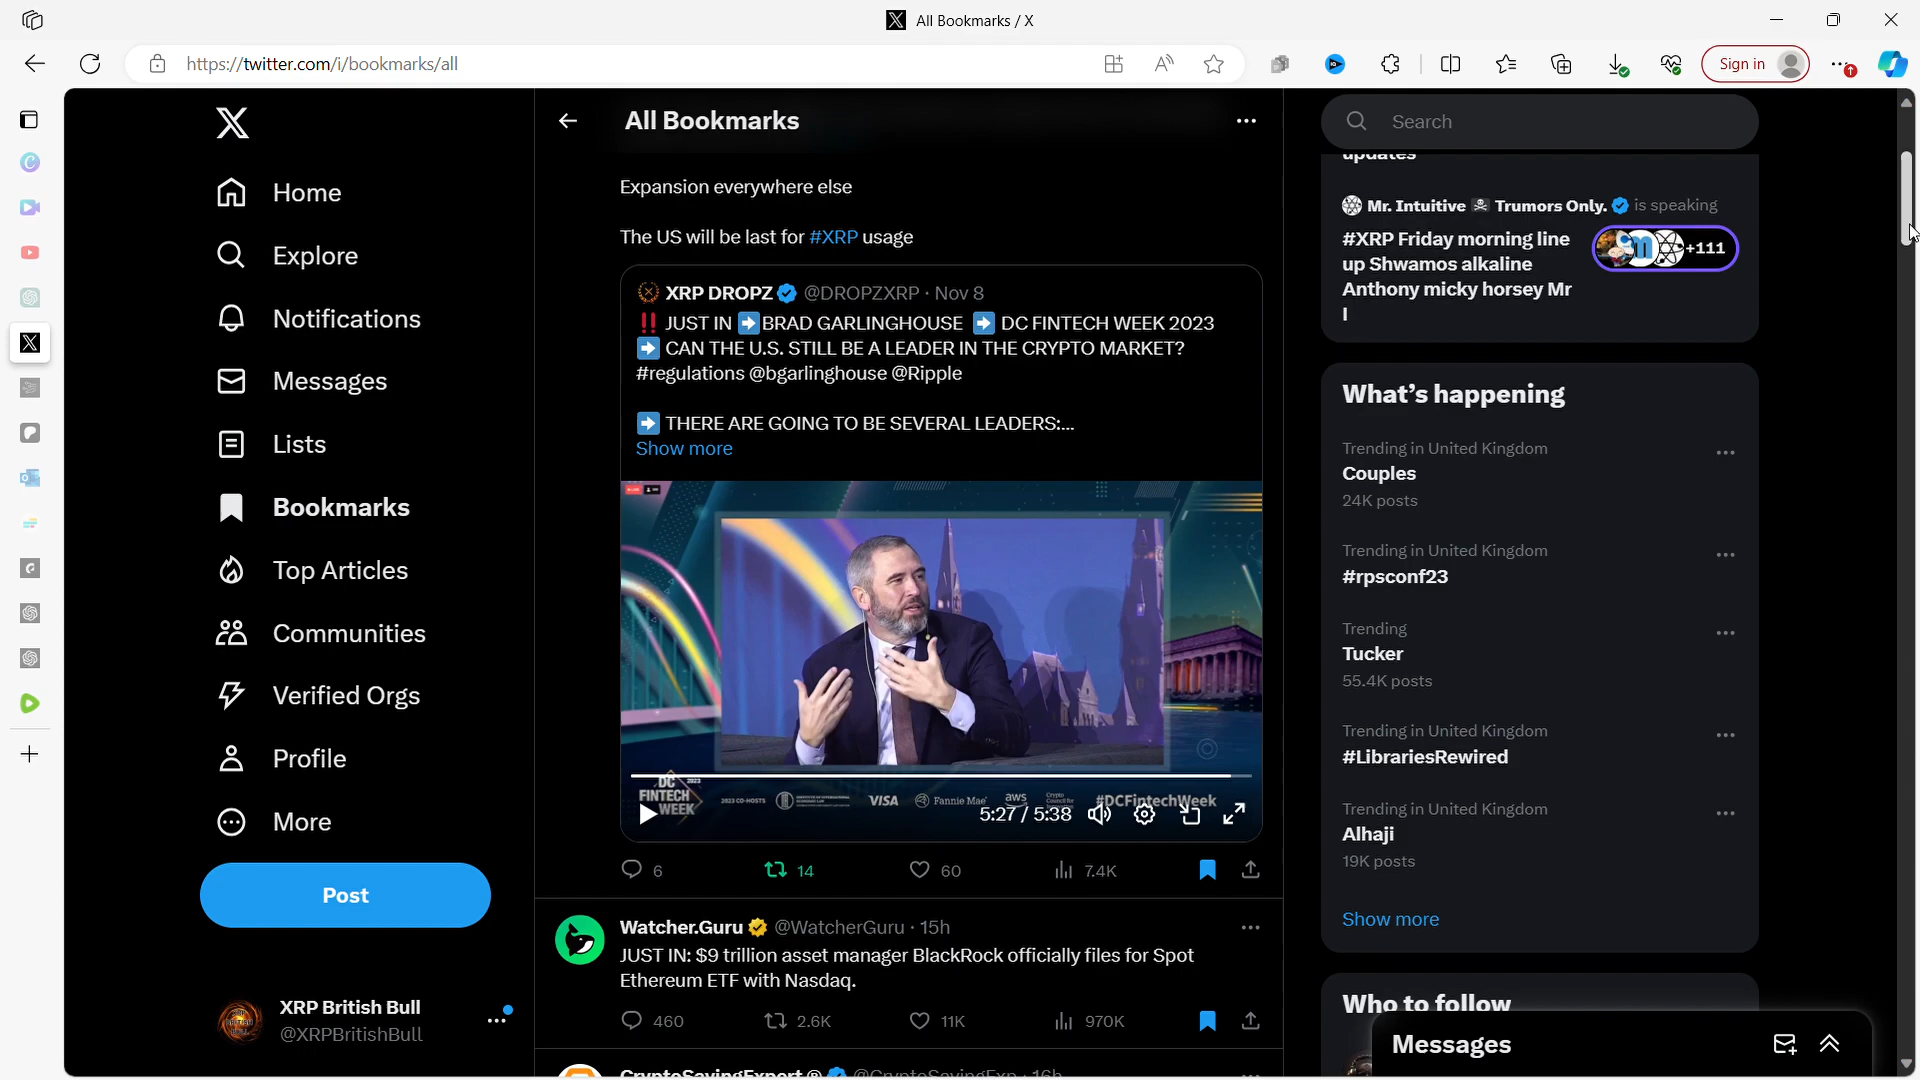 All Bookmarks / X
https://twitter.com/i/bookmarks/all
Sign in
Home
Explore
Notifications
Messages
Lists
Bookmarks
Top Articles
Communities
Verified Orgs
Profile
More
Post
XRP British Bull
@XRPBritishBull
All Bookmarks
Expansion everywhere else
The US will be last for #XRP usage
XRP DROPZ @DROPZXRP · Nov 8
‼️ JUST IN ➡️BRAD GARLINGHOUSE ➡️ DC FINTECH WEEK 2023
➡️ CAN THE U.S. STILL BE A LEADER IN THE CRYPTO MARKET?
#regulations @bgarlinghouse @Ripple
➡️ THERE ARE GOING TO BE SEVERAL LEADERS:...
Show more
DC 2023
FINTECH
WEEK
2023 CO-HOSTS
VISA
Fannie Mae
aws
Crypto
#DCFintechWeek
5:27 / 5:38
6
14
60
7.4K
Watcher.Guru @WatcherGuru · 15h
JUST IN: $9 trillion asset manager BlackRock officially files for Spot
Ethereum ETF with Nasdaq.
460
2.6K
11K
970K
CryptoSavingExpert ® @CryptoSavingExp · 16h
Search
updates
Mr. Intuitive ☠ Trumors Only. is speaking
#XRP Friday morning line
up Shwamos alkaline
Anthony micky horsey Mr
I
+111
What's happening
Trending in United Kingdom
Couples
24K posts
Trending in United Kingdom
#rpsconf23
Trending
Tucker
55.4K posts
Trending in United Kingdom
#LibrariesRewired
Trending in United Kingdom
Alhaji
19K posts
Show more
Who to follow
Messages